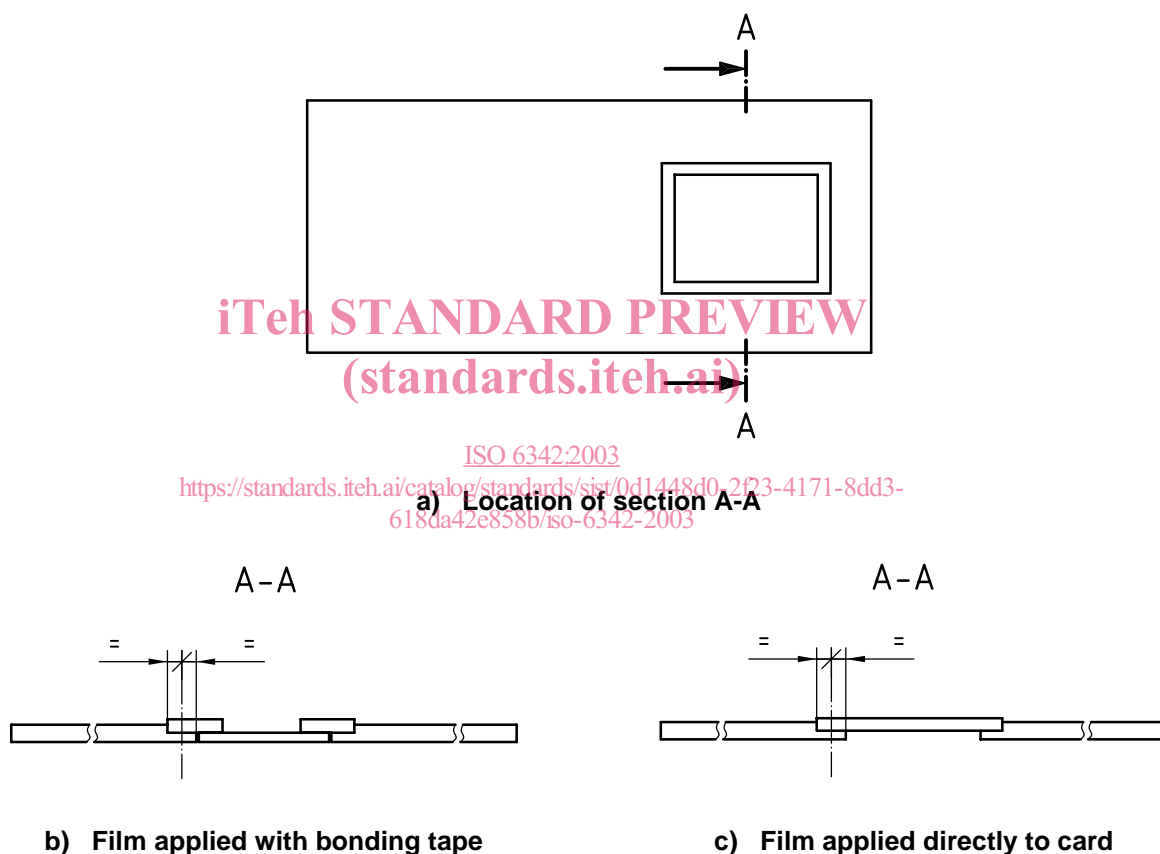 A
iTeh STANDARD PREVIEW
(standards.iteh.ai)
A
ISO 6342:2003
https://standards.iteh.ai/catalog/standards/sist/0d1448d0-2f23-4171-8dd3-
a) Location of section A-A
618da42e858b/iso-6342-2003
A-A
A-A
= =
= =
b) Film applied with bonding tape
c) Film applied directly to card